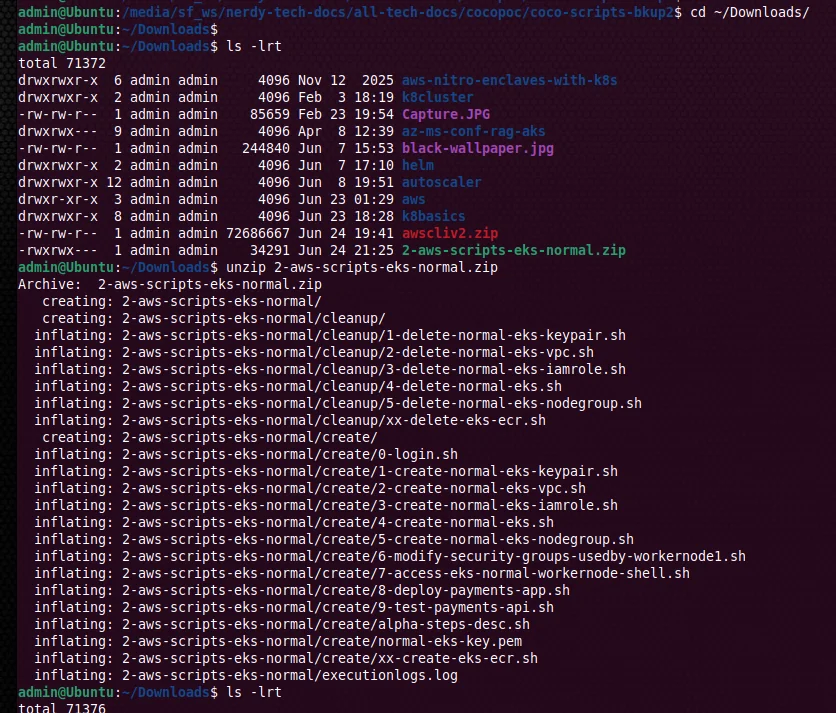 admin@Ubuntu:/media/sf_ws/nerdy-tech-docs/all-tech-docs/cocopoc/coco-scripts-bkup2$ cd ~/Downloads/
admin@Ubuntu:~/Downloads$
admin@Ubuntu:~/Downloads$ ls -lrt
total 71372
drwxrwxr-x  6 admin admin     4096 Nov 12  2025 aws-nitro-enclaves-with-k8s
drwxrwxr-x  2 admin admin     4096 Feb  3 18:19 k8cluster
-rw-rw-r--  1 admin admin    85659 Feb 23 19:54 Capture.JPG
drwxrwx---  9 admin admin     4096 Apr  8 12:39 az-ms-conf-rag-aks
-rw-rw-r--  1 admin admin   244840 Jun  7 15:53 black-wallpaper.jpg
drwxrwxr-x  2 admin admin     4096 Jun  7 17:10 helm
drwxrwxr-x 12 admin admin     4096 Jun  8 19:51 autoscaler
drwxr-xr-x  3 admin admin     4096 Jun 23 01:29 aws
drwxrwxr-x  8 admin admin     4096 Jun 23 18:28 k8basics
-rw-rw-r--  1 admin admin 72686667 Jun 24 19:41 awscliv2.zip
-rwxrwx---  1 admin admin    34291 Jun 24 21:25 2-aws-scripts-eks-normal.zip
admin@Ubuntu:~/Downloads$ unzip 2-aws-scripts-eks-normal.zip
Archive:  2-aws-scripts-eks-normal.zip
   creating: 2-aws-scripts-eks-normal/
   creating: 2-aws-scripts-eks-normal/cleanup/
  inflating: 2-aws-scripts-eks-normal/cleanup/1-delete-normal-eks-keypair.sh
  inflating: 2-aws-scripts-eks-normal/cleanup/2-delete-normal-eks-vpc.sh
  inflating: 2-aws-scripts-eks-normal/cleanup/3-delete-normal-eks-iamrole.sh
  inflating: 2-aws-scripts-eks-normal/cleanup/4-delete-normal-eks.sh
  inflating: 2-aws-scripts-eks-normal/cleanup/5-delete-normal-eks-nodegroup.sh
  inflating: 2-aws-scripts-eks-normal/cleanup/xx-delete-eks-ecr.sh
   creating: 2-aws-scripts-eks-normal/create/
  inflating: 2-aws-scripts-eks-normal/create/0-login.sh
  inflating: 2-aws-scripts-eks-normal/create/1-create-normal-eks-keypair.sh
  inflating: 2-aws-scripts-eks-normal/create/2-create-normal-eks-vpc.sh
  inflating: 2-aws-scripts-eks-normal/create/3-create-normal-eks-iamrole.sh
  inflating: 2-aws-scripts-eks-normal/create/4-create-normal-eks.sh
  inflating: 2-aws-scripts-eks-normal/create/5-create-normal-eks-nodegroup.sh
  inflating: 2-aws-scripts-eks-normal/create/6-modify-security-groups-usedby-workernode1.sh
  inflating: 2-aws-scripts-eks-normal/create/7-access-eks-normal-workernode-shell.sh
  inflating: 2-aws-scripts-eks-normal/create/8-deploy-payments-app.sh
  inflating: 2-aws-scripts-eks-normal/create/9-test-payments-api.sh
  inflating: 2-aws-scripts-eks-normal/create/alpha-steps-desc.sh
  inflating: 2-aws-scripts-eks-normal/create/normal-eks-key.pem
  inflating: 2-aws-scripts-eks-normal/create/xx-create-eks-ecr.sh
  inflating: 2-aws-scripts-eks-normal/executionlogs.log
admin@Ubuntu:~/Downloads$ ls -lrt
total 71376